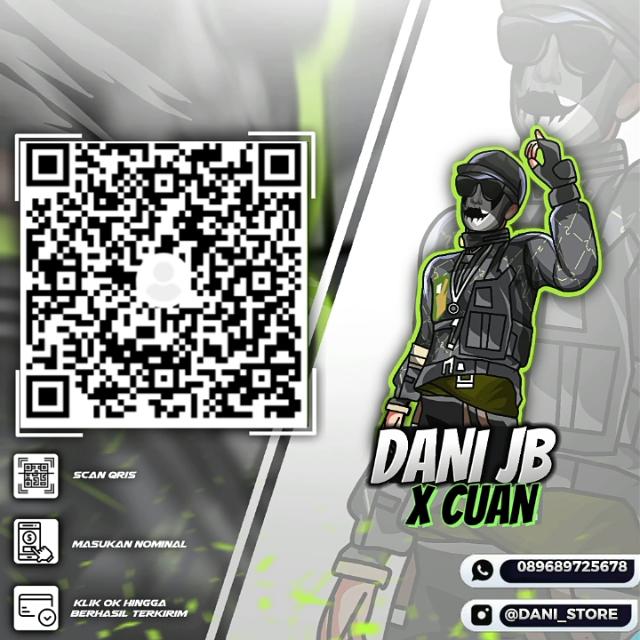 SCAN QRIS
MASUKAN NOMINAL
KLIK OK HINGGA
BERHASIL TERKIRIM
DANI JB
X CUAN
089689725678
@DANI_STORE